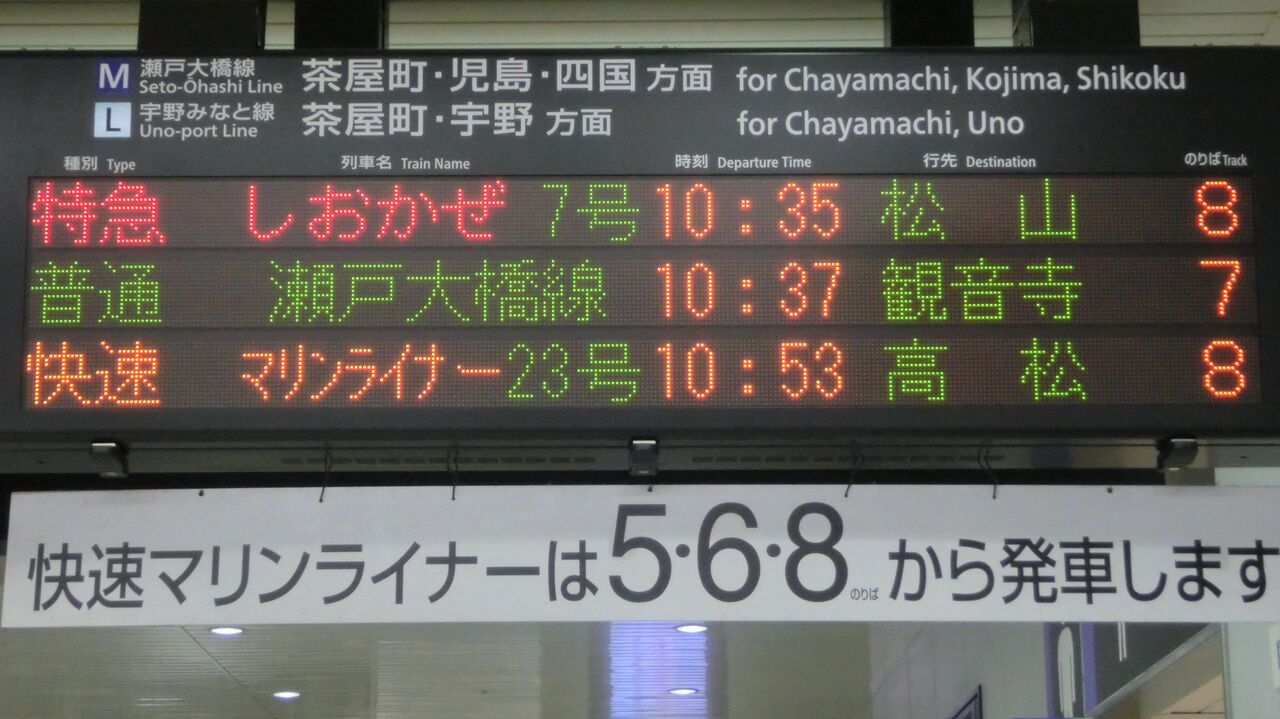 M 瀬戸大橋線 Seto-Ohashi Line 茶屋町・児島・四国 方面 for Chayamachi, Kojima, Shikoku
L 宇野みなと線 Uno-port Line 茶屋町・宇野 方面 for Chayamachi, Uno
種別 Type 列車名 Train Name 時刻 Departure Time 行先 Destination のりば Track
特急 しおかぜ 7号 10:35 松山 8
普通 瀬戸大橋線 10:37 観音寺 7
快速 マリンライナー 23号 10:53 高松 8
快速マリンライナーは5・6・8のりばから発車します